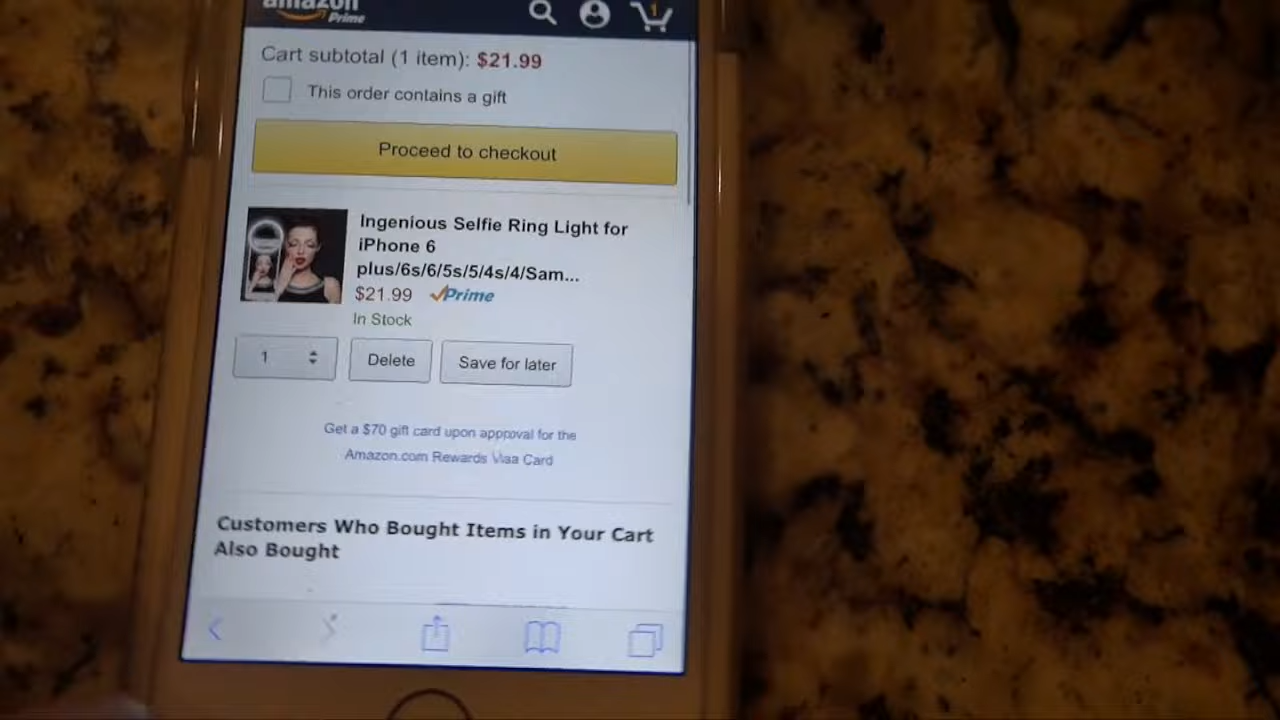 amazon
Prime
1
Cart subtotal (1 item): $21.99
This order contains a gift
Proceed to checkout
Ingenious Selfie Ring Light for
iPhone 6
plus/6s/6/5s/5/4s/4/Sam...
$21.99 Prime
In Stock
1 Delete Save for later
Get a $70 gift card upon approval for the
Amazon.com Rewards Visa Card
Customers Who Bought Items in Your Cart
Also Bought